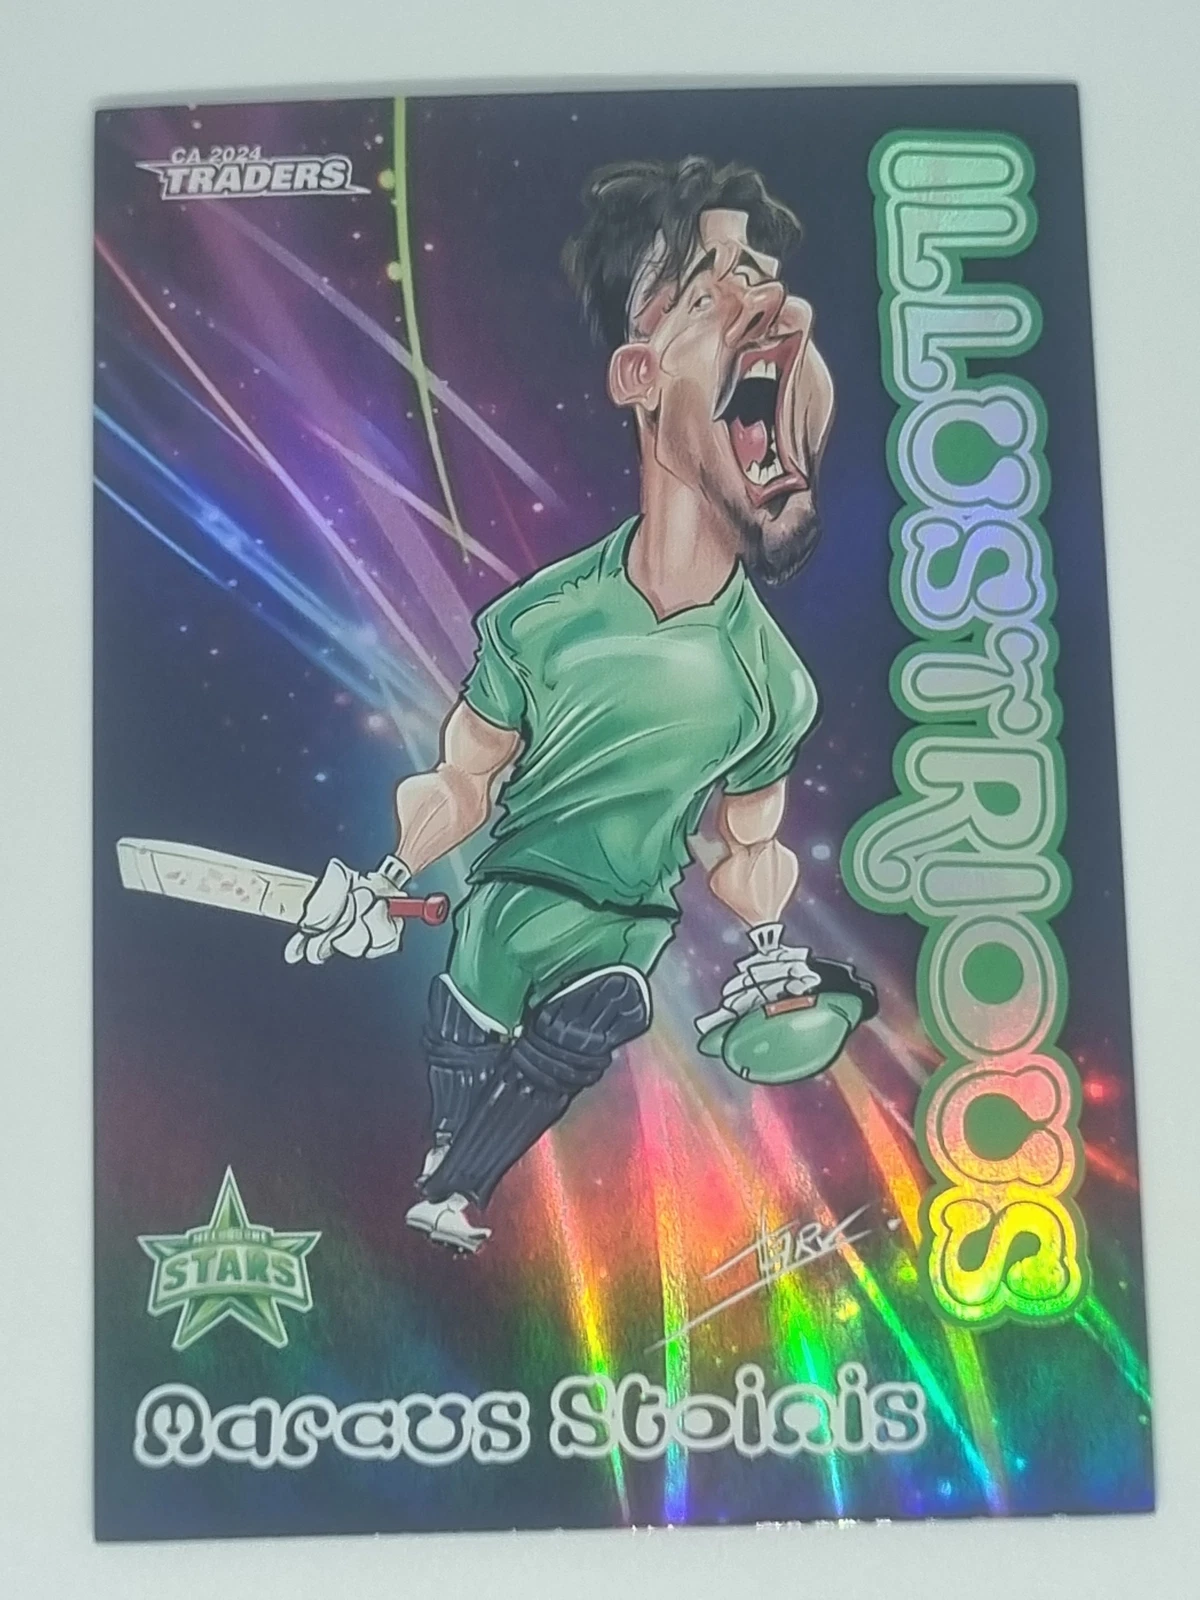 CA 2024
TRADERS
ILLUSTRIOUS
MELBOURNE
STARS
Marcus Stoinis